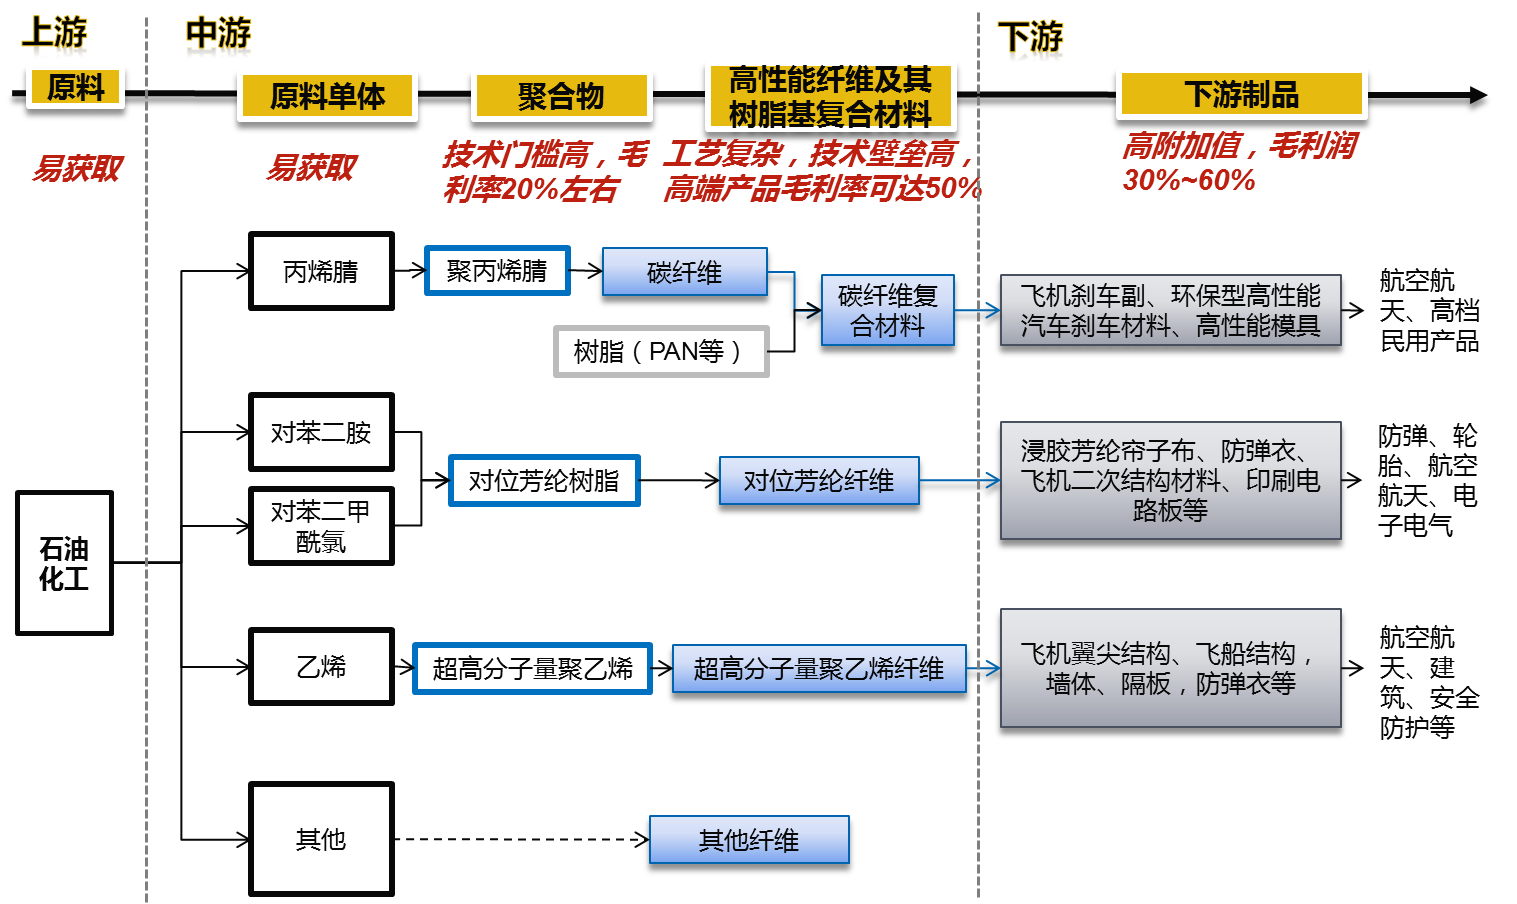 上游
中游
下游
原料
原料单体
聚合物
高性能纤维及其
树脂基复合材料
下游制品
易获取
易获取
技术门槛高，毛
利率20%左右
工艺复杂，技术壁垒高，
高端产品毛利率可达50%
高附加值，毛利润
30%~60%
丙烯腈
聚丙烯腈
碳纤维
树脂（PAN等）
碳纤维复
合材料
飞机刹车副、环保型高性能
汽车刹车材料、高性能模具
航空航
天、高档
民用产品
对苯二胺
对苯二甲
酰氯
对位芳纶树脂
对位芳纶纤维
浸胶芳纶帘子布、防弹衣、
飞机二次结构材料、印刷电
路板等
防弹、轮
胎、航空
航天、电
子电气
石油
化工
乙烯
超高分子量聚乙烯
超高分子量聚乙烯纤维
飞机翼尖结构、飞船结构，
墙体、隔板，防弹衣等
航空航
天、建
筑、安全
防护等
其他
其他纤维